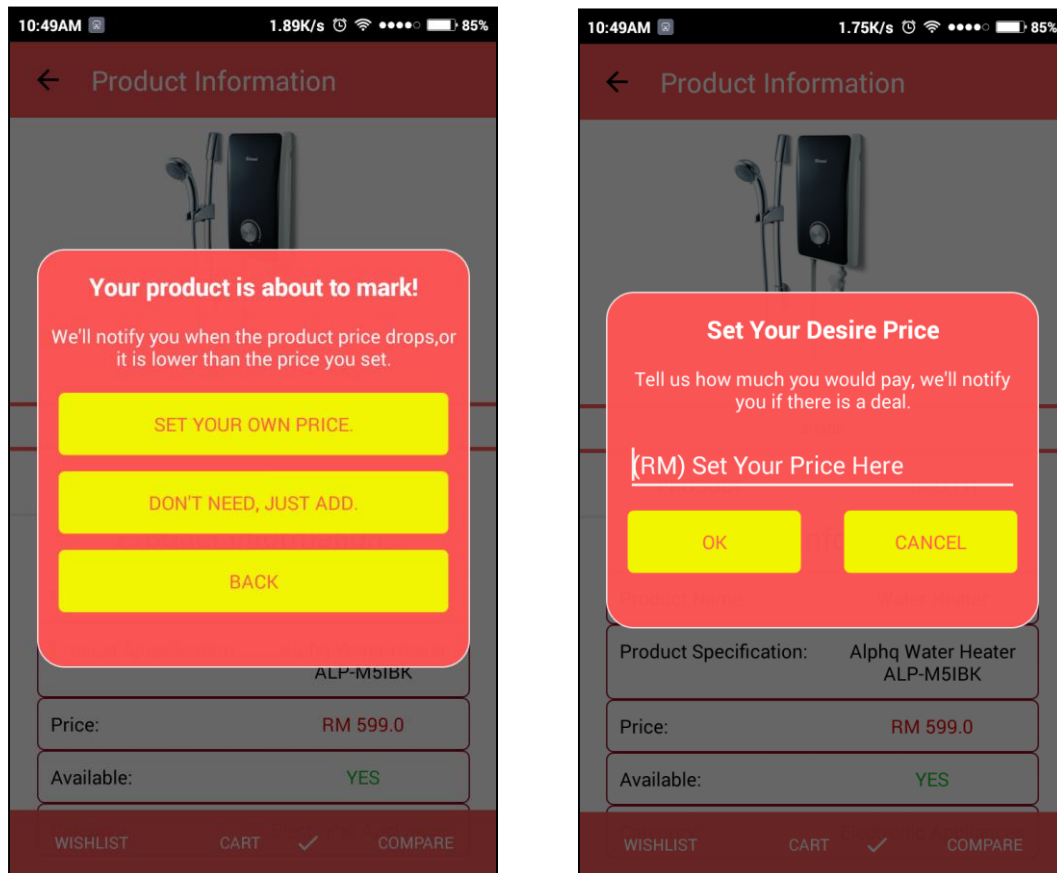 10:49AM 1.89K/s 85%
Product Information
Your product is about to mark!
We'll notify you when the product price drops,or
it is lower than the price you set.
SET YOUR OWN PRICE.
DON'T NEED, JUST ADD.
BACK
ALP-M5IBK
Price: RM 599.0
Available: YES
WISHLIST CART COMPARE
10:49AM 1.75K/s 85%
Product Information
Set Your Desire Price
Tell us how much you would pay, we'll notify
you if there is a deal.
(RM) Set Your Price Here
OK CANCEL
Product Name: Water Heater
Product Specification: Alphq Water Heater
ALP-M5IBK
Price: RM 599.0
Available: YES
WISHLIST CART COMPARE